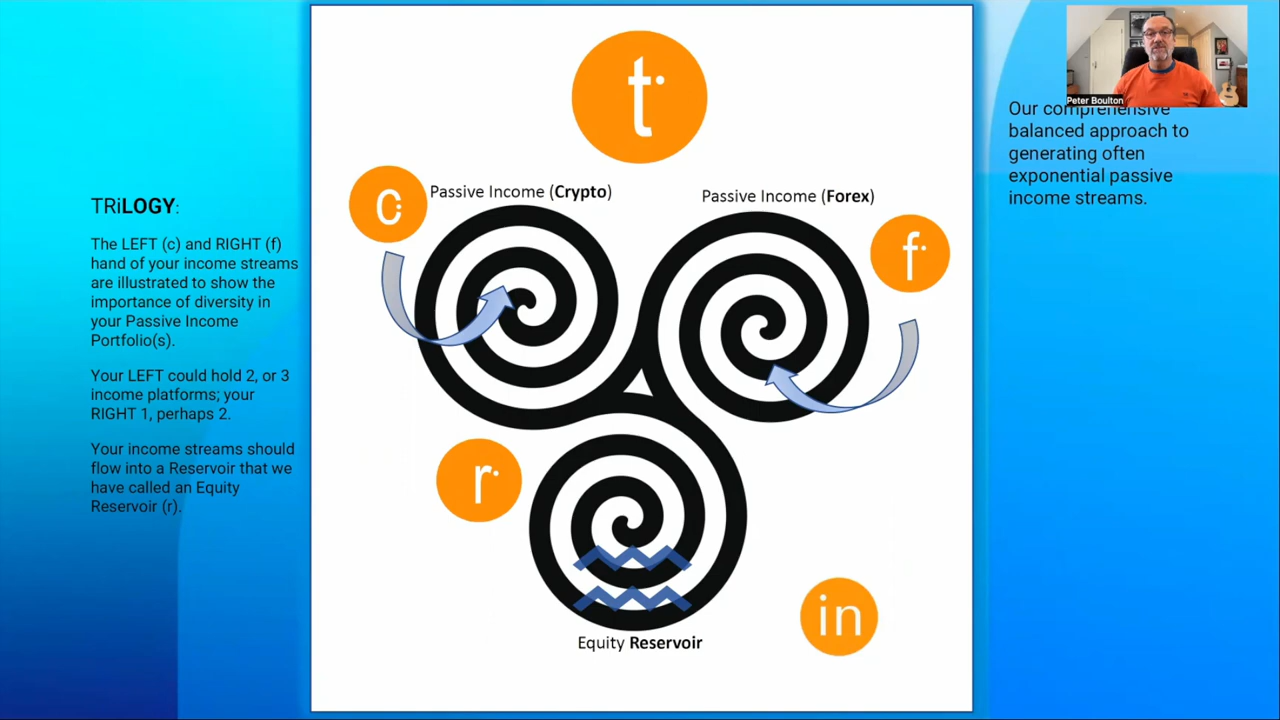 t.
c
Passive Income (Crypto)
Passive Income (Forex)
f.
TRiLOGY:
The LEFT (c) and RIGHT (f)
hand of your income streams
are illustrated to show the
importance of diversity in
your Passive Income
Portfolio(s).
Your LEFT could hold 2, or 3
income platforms; your
RIGHT 1, perhaps 2.
Your income streams should
flow into a Reservoir that we
have called an Equity
Reservoir (r).
r.
Equity Reservoir
in
Peter Boulton
Our comprehensive
balanced approach to
generating often
exponential passive
income streams.